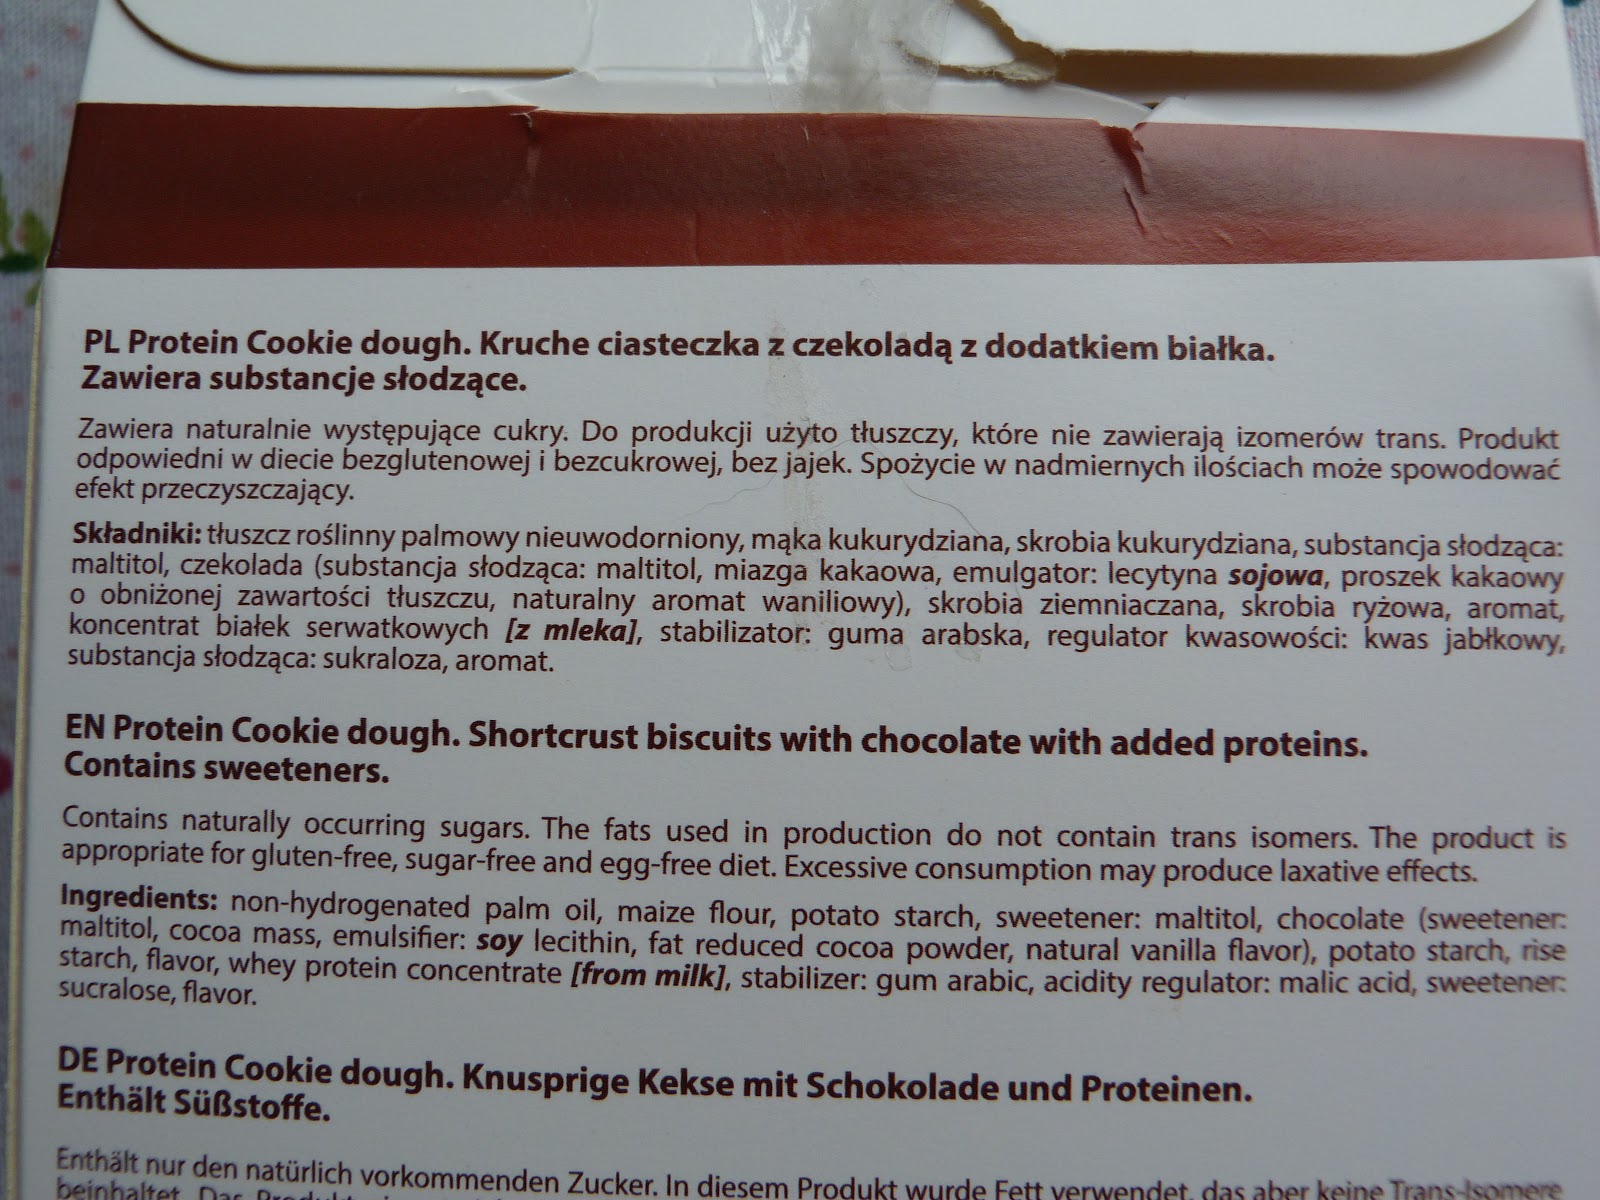 PL Protein Cookie dough. Kruche ciasteczka z czekoladą z dodatkiem białka.
Zawiera substancje słodzące.
Zawiera naturalnie występujące cukry. Do produkcji użyto tłuszczy, które nie zawierają izomerów trans. Produkt
odpowiedni w diecie bezglutenowej i bezcukrowej, bez jajek. Spożycie w nadmiernych ilościach może spowodować
efekt przeczyszczający.
Składniki: tłuszcz roślinny palmowy nieuwodorniony, mąka kukurydziana, skrobia kukurydziana, substancja słodząca:
maltitol, czekolada (substancja słodząca: maltitol, miazga kakaowa, emulgator: lecytyna sojowa, proszek kakaowy
o obniżonej zawartości tłuszczu, naturalny aromat waniliowy), skrobia ziemniaczana, skrobia ryżowa, aromat,
koncentrat białek serwatkowych [z mleka], stabilizator: guma arabska, regulator kwasowości: kwas jabłkowy,
substancja słodząca: sukraloza, aromat.
EN Protein Cookie dough. Shortcrust biscuits with chocolate with added proteins.
Contains sweeteners.
Contains naturally occurring sugars. The fats used in production do not contain trans isomers. The product is
appropriate for gluten-free, sugar-free and egg-free diet. Excessive consumption may produce laxative effects.
Ingredients: non-hydrogenated palm oil, maize flour, potato starch, sweetener: maltitol, chocolate (sweetener:
maltitol, cocoa mass, emulsifier: soy lecithin, fat reduced cocoa powder, natural vanilla flavor), potato starch, rise
starch, flavor, whey protein concentrate [from milk], stabilizer: gum arabic, acidity regulator: malic acid, sweetener:
sucralose, flavor.
DE Protein Cookie dough. Knusprige Kekse mit Schokolade und Proteinen.
Enthält Süßstoffe.
Enthält nur den natürlich vorkommenden Zucker. In diesem Produkt wurde Fett verwendet, das aber keine Trans-Isomere
beinhaltet. Das